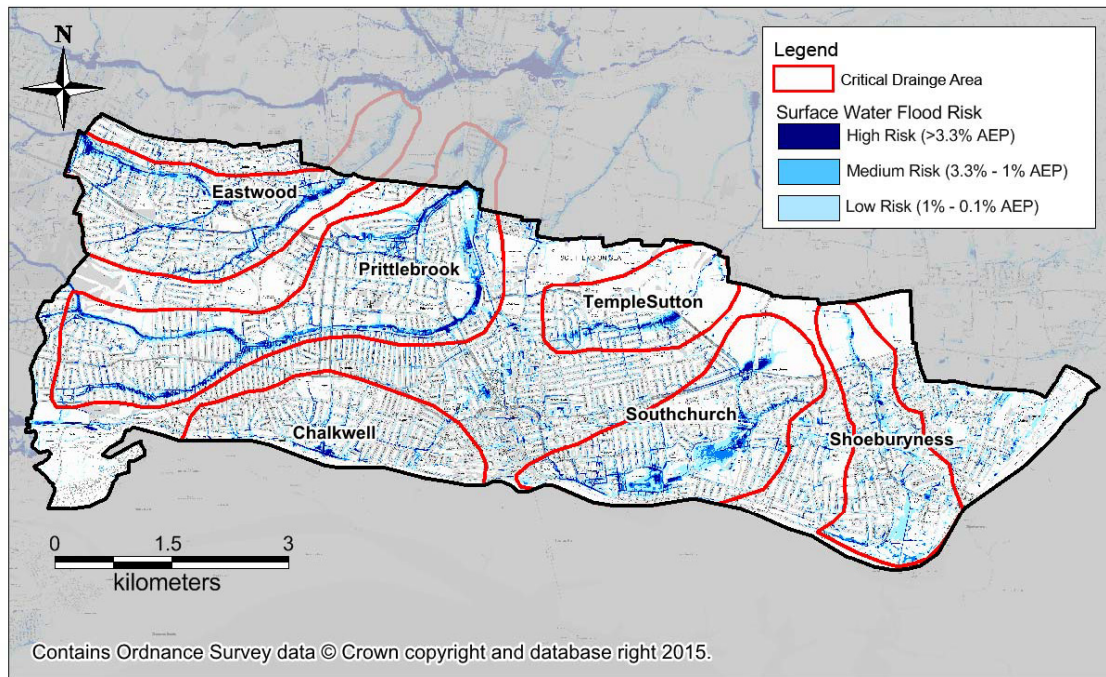 N
Legend
Critical Drainge Area
Surface Water Flood Risk
High Risk (>3.3% AEP)
Medium Risk (3.3% - 1% AEP)
Low Risk (1% - 0.1% AEP)
Eastwood
Prittlebrook
TempleSutton
Southchurch
Chalkwell
Shoeburyness
0 1.5 3
kilometers
Contains Ordnance Survey data © Crown copyright and database right 2015.